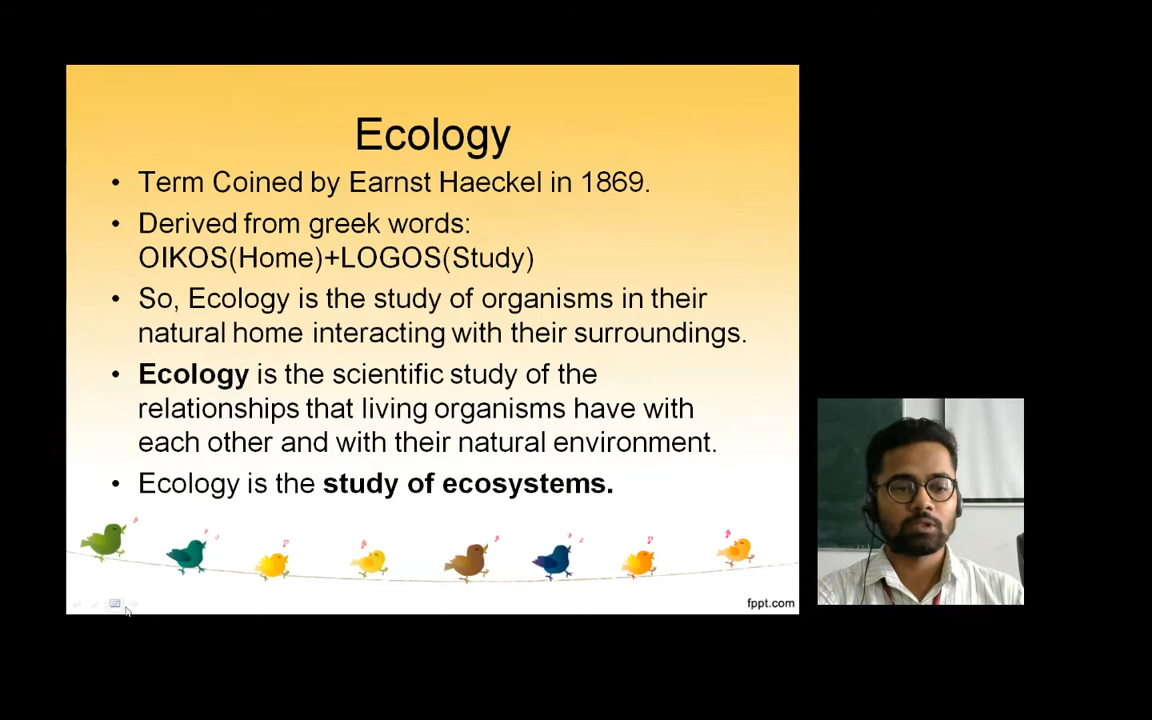 Ecology
• Term Coined by Earnst Haeckel in 1869.
• Derived from greek words:
OIKOS(Home)+LOGOS(Study)
• So, Ecology is the study of organisms in their
natural home interacting with their surroundings.
• Ecology is the scientific study of the
relationships that living organisms have with
each other and with their natural environment.
• Ecology is the study of ecosystems.
fppt.com